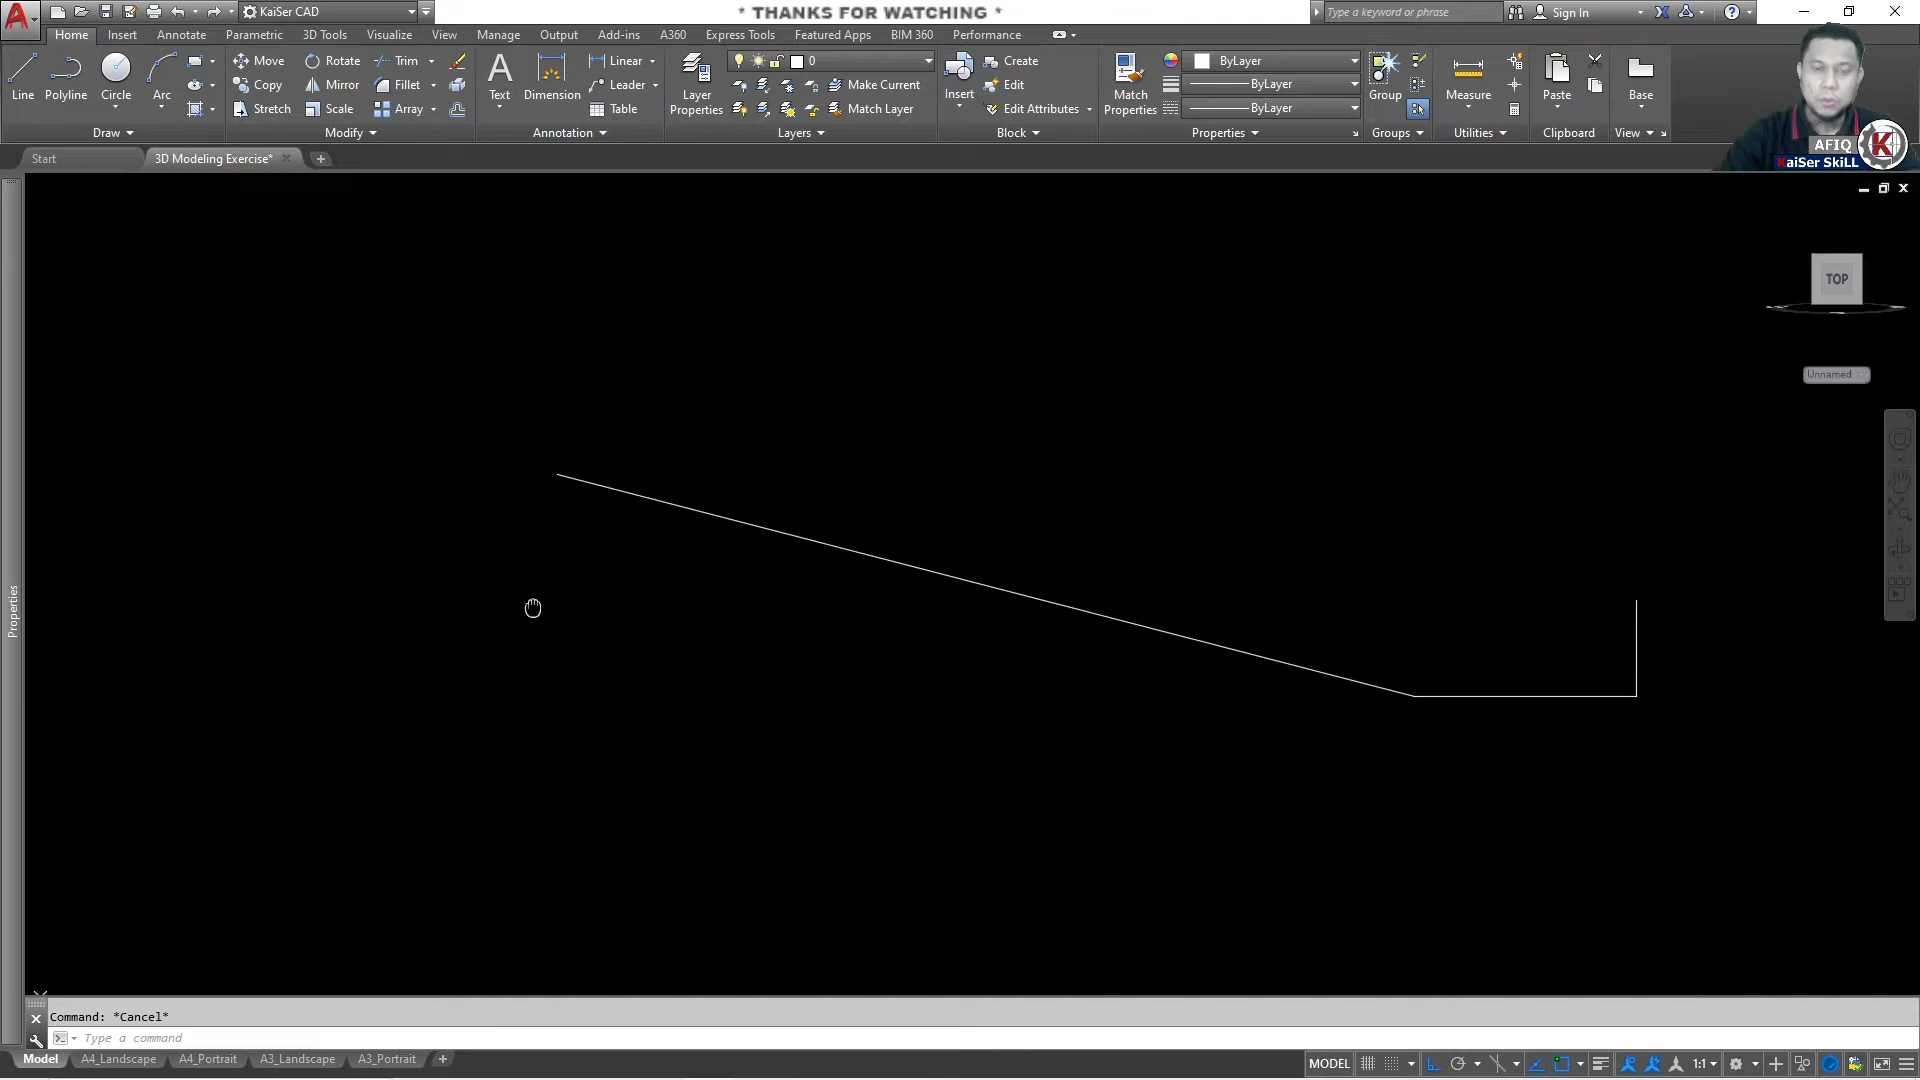 KaiSer CAD
* THANKS FOR WATCHING *
Type a keyword or phrase
Sign In
Home Insert Annotate Parametric 3D Tools Visualize View Manage Output Add-ins A360 Express Tools Featured Apps BIM 360 Performance
Line Polyline Circle Arc
Draw
Move Rotate Trim
Copy Mirror Fillet
Stretch Scale Array
Modify
Text Dimension
Linear
Leader
Table
Annotation
Layer Properties
0
Make Current
Match Layer
Layers
Insert
Create
Edit
Edit Attributes
Block
Match Properties
ByLayer
ByLayer
ByLayer
Properties
Group
Groups
Measure
Utilities
Paste
Clipboard
Base
View
AFIQ
KaiSer SkiLL
K
Start
3D Modeling Exercise*
TOP
Unnamed
Properties
Command: *Cancel*
Type a command
Model A4_Landscape A4_Portrait A3_Landscape A3_Portrait
MODEL
1:1